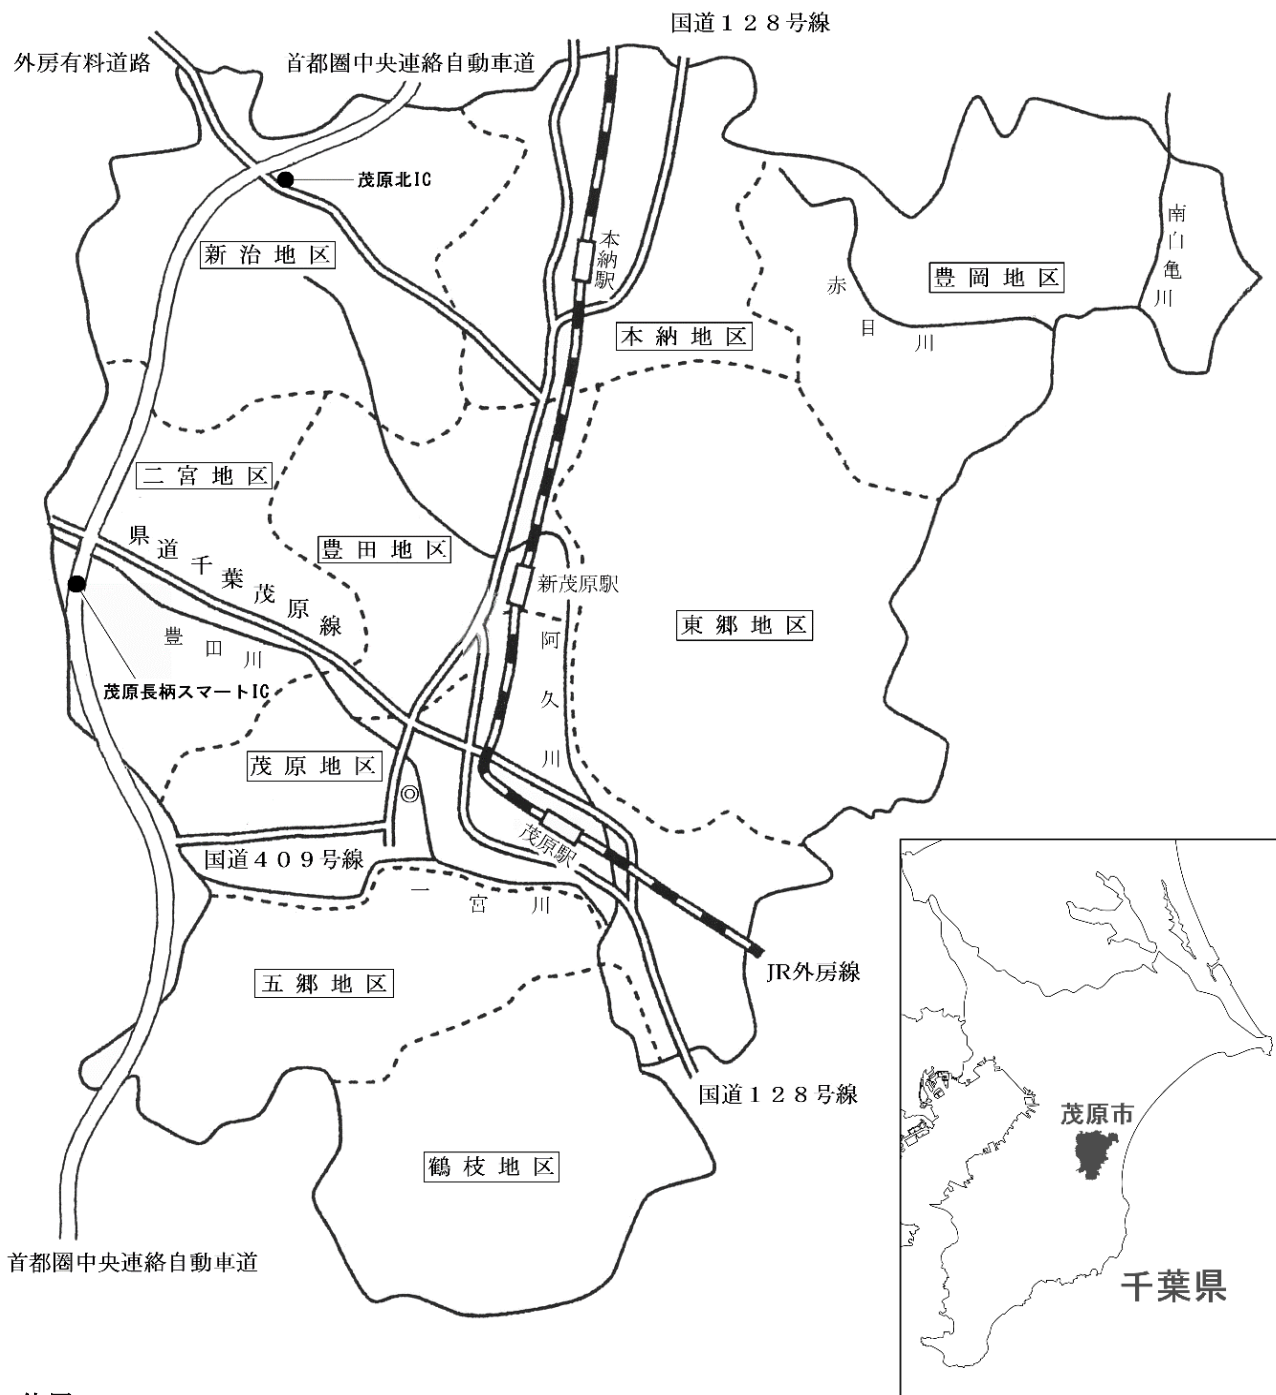 国道１２８号線
外房有料道路
首都圏中央連絡自動車道
茂原北IC
新治地区
本納駅
南白亀川
豊岡地区
赤目川
本納地区
二宮地区
県道千葉茂原線
豊田地区
新茂原駅
東郷地区
豊田川
阿久川
茂原長柄スマートIC
茂原地区
茂原駅
国道４０９号線
一宮川
JR外房線
五郷地区
国道１２８号線
茂原市
鶴枝地区
首都圏中央連絡自動車道
千葉県